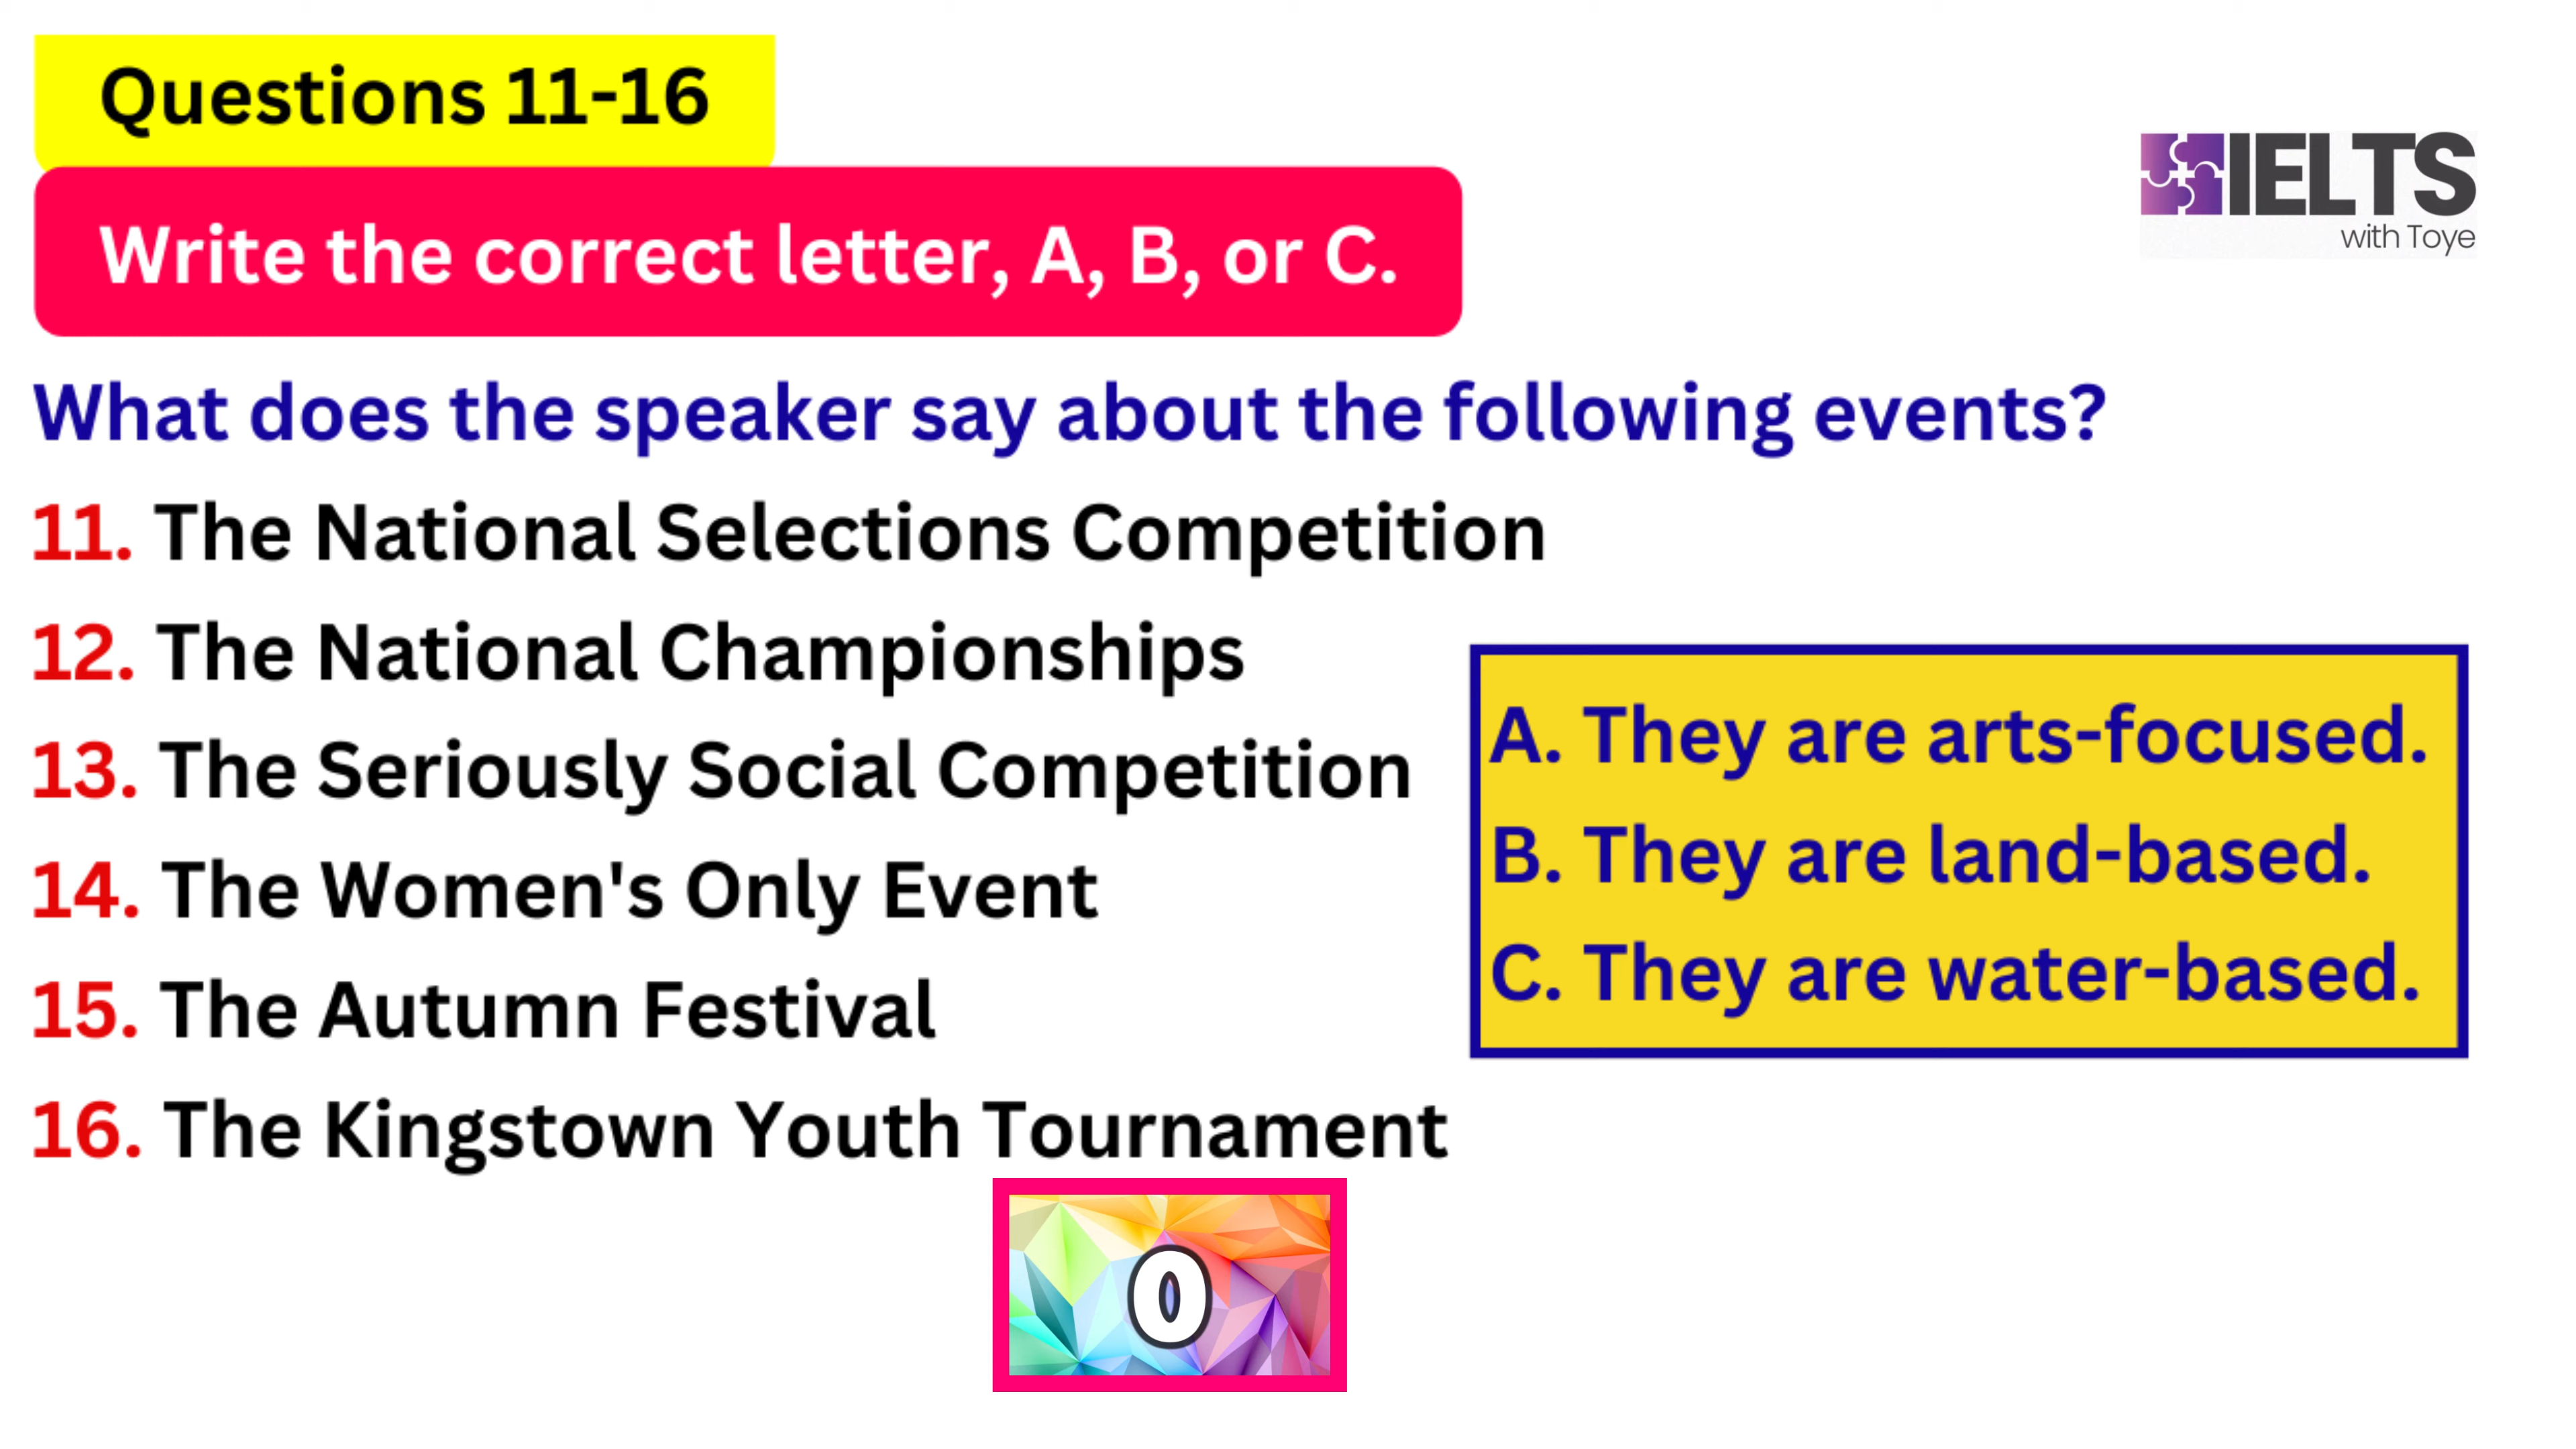 Questions 11-16
Write the correct letter, A, B, or C.
IELTS
with Toye
What does the speaker say about the following events?
11. The National Selections Competition
12. The National Championships
13. The Seriously Social Competition
14. The Women's Only Event
15. The Autumn Festival
16. The Kingstown Youth Tournament
A. They are arts-focused.
B. They are land-based.
C. They are water-based.
0